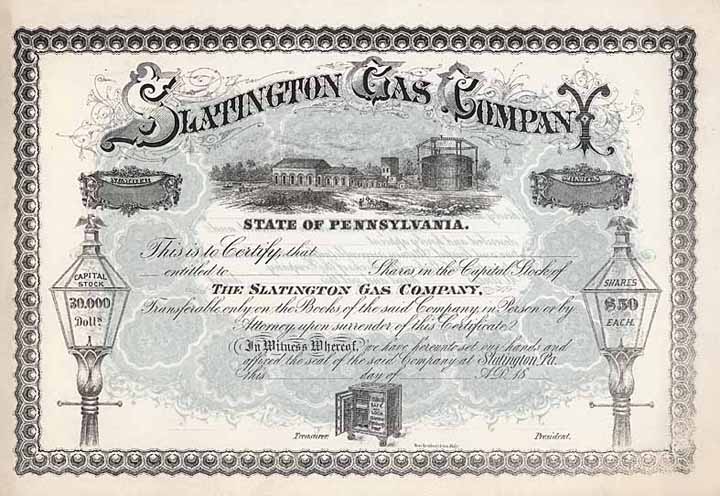 SLATINGTON GAS COMPANY
NUMBER
SHARES
STATE OF PENNSYLVANIA.
This is to Certify, that
entitled to Shares in the Capital Stock of
THE SLATINGTON GAS COMPANY,
Transferable only on the Books of the said Company, in Person or by
Attorney, upon surrender of this Certificate.
In Witness Whereof, we have hereunto set our hands and
affixed the seal of the said Company at Slatington, Pa.
This day of A.D. 18
CAPITAL
STOCK
30,000
Dolls
SHARES
$50
EACH.
Treasurer.
President.